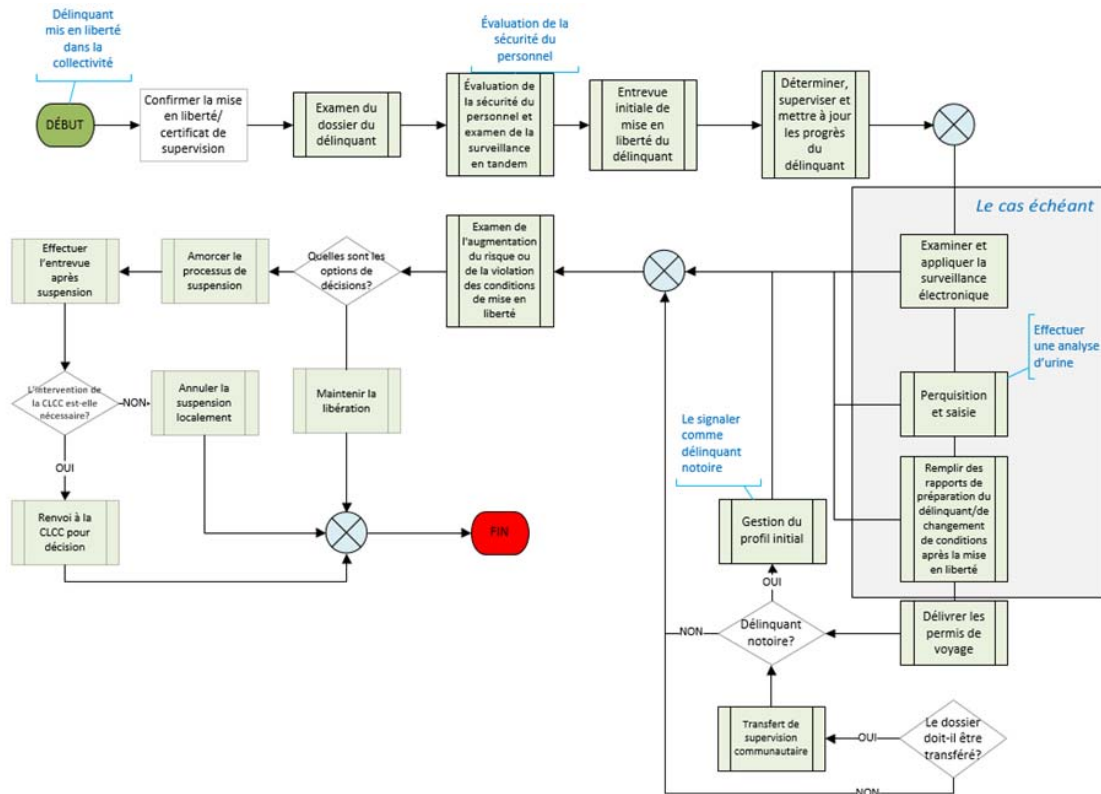 Délinquant
mis en liberté
dans la
collectivité
Évaluation de la
sécurité du
personnel
DÉBUT
Confirmer la mise
en liberté/
certificat de
supervision
Examen du
dossier du
délinquant
Évaluation de
la sécurité du
personnel et
examen de la
surveillance
en tandem
Entrevue
initiale de
mise en
liberté du
délinquant
Déterminer,
superviser et
mettre à jour
les progrès
du
délinquant
Le cas échéant
Examiner et
appliquer la
surveillance
électronique
Effectuer
une analyse
d'urine
Perquisition
et saisie
Remplir des
rapports de
préparation du
délinquant/de
changement
de conditions
après la mise
en liberté
Délivrer les
permis de
voyage
Le dossier
doit-il être
transféré?
OUI
NON
Transfert de
supervision
communautaire
Délinquant
notoire?
NON
OUI
Gestion du
profil initial
Le signaler
comme
délinquant
notoire
Examen de
l'augmentation
du risque ou
de la violation
des conditions
de mise en
liberté
Quelles sont les
options de
décisions?
Amorcer le
processus de
suspension
Effectuer
l'entrevue
après
suspension
Maintenir la
libération
L'intervention de
la CLCC est-elle
nécessaire?
NON
Annuler la
suspension
localement
OUI
Renvoi à la
CLCC pour
décision
FIN